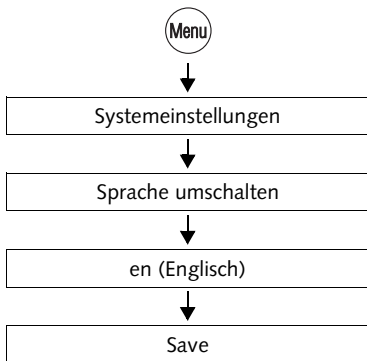 Menu
Systemeinstellungen
Sprache umschalten
en (Englisch)
Save